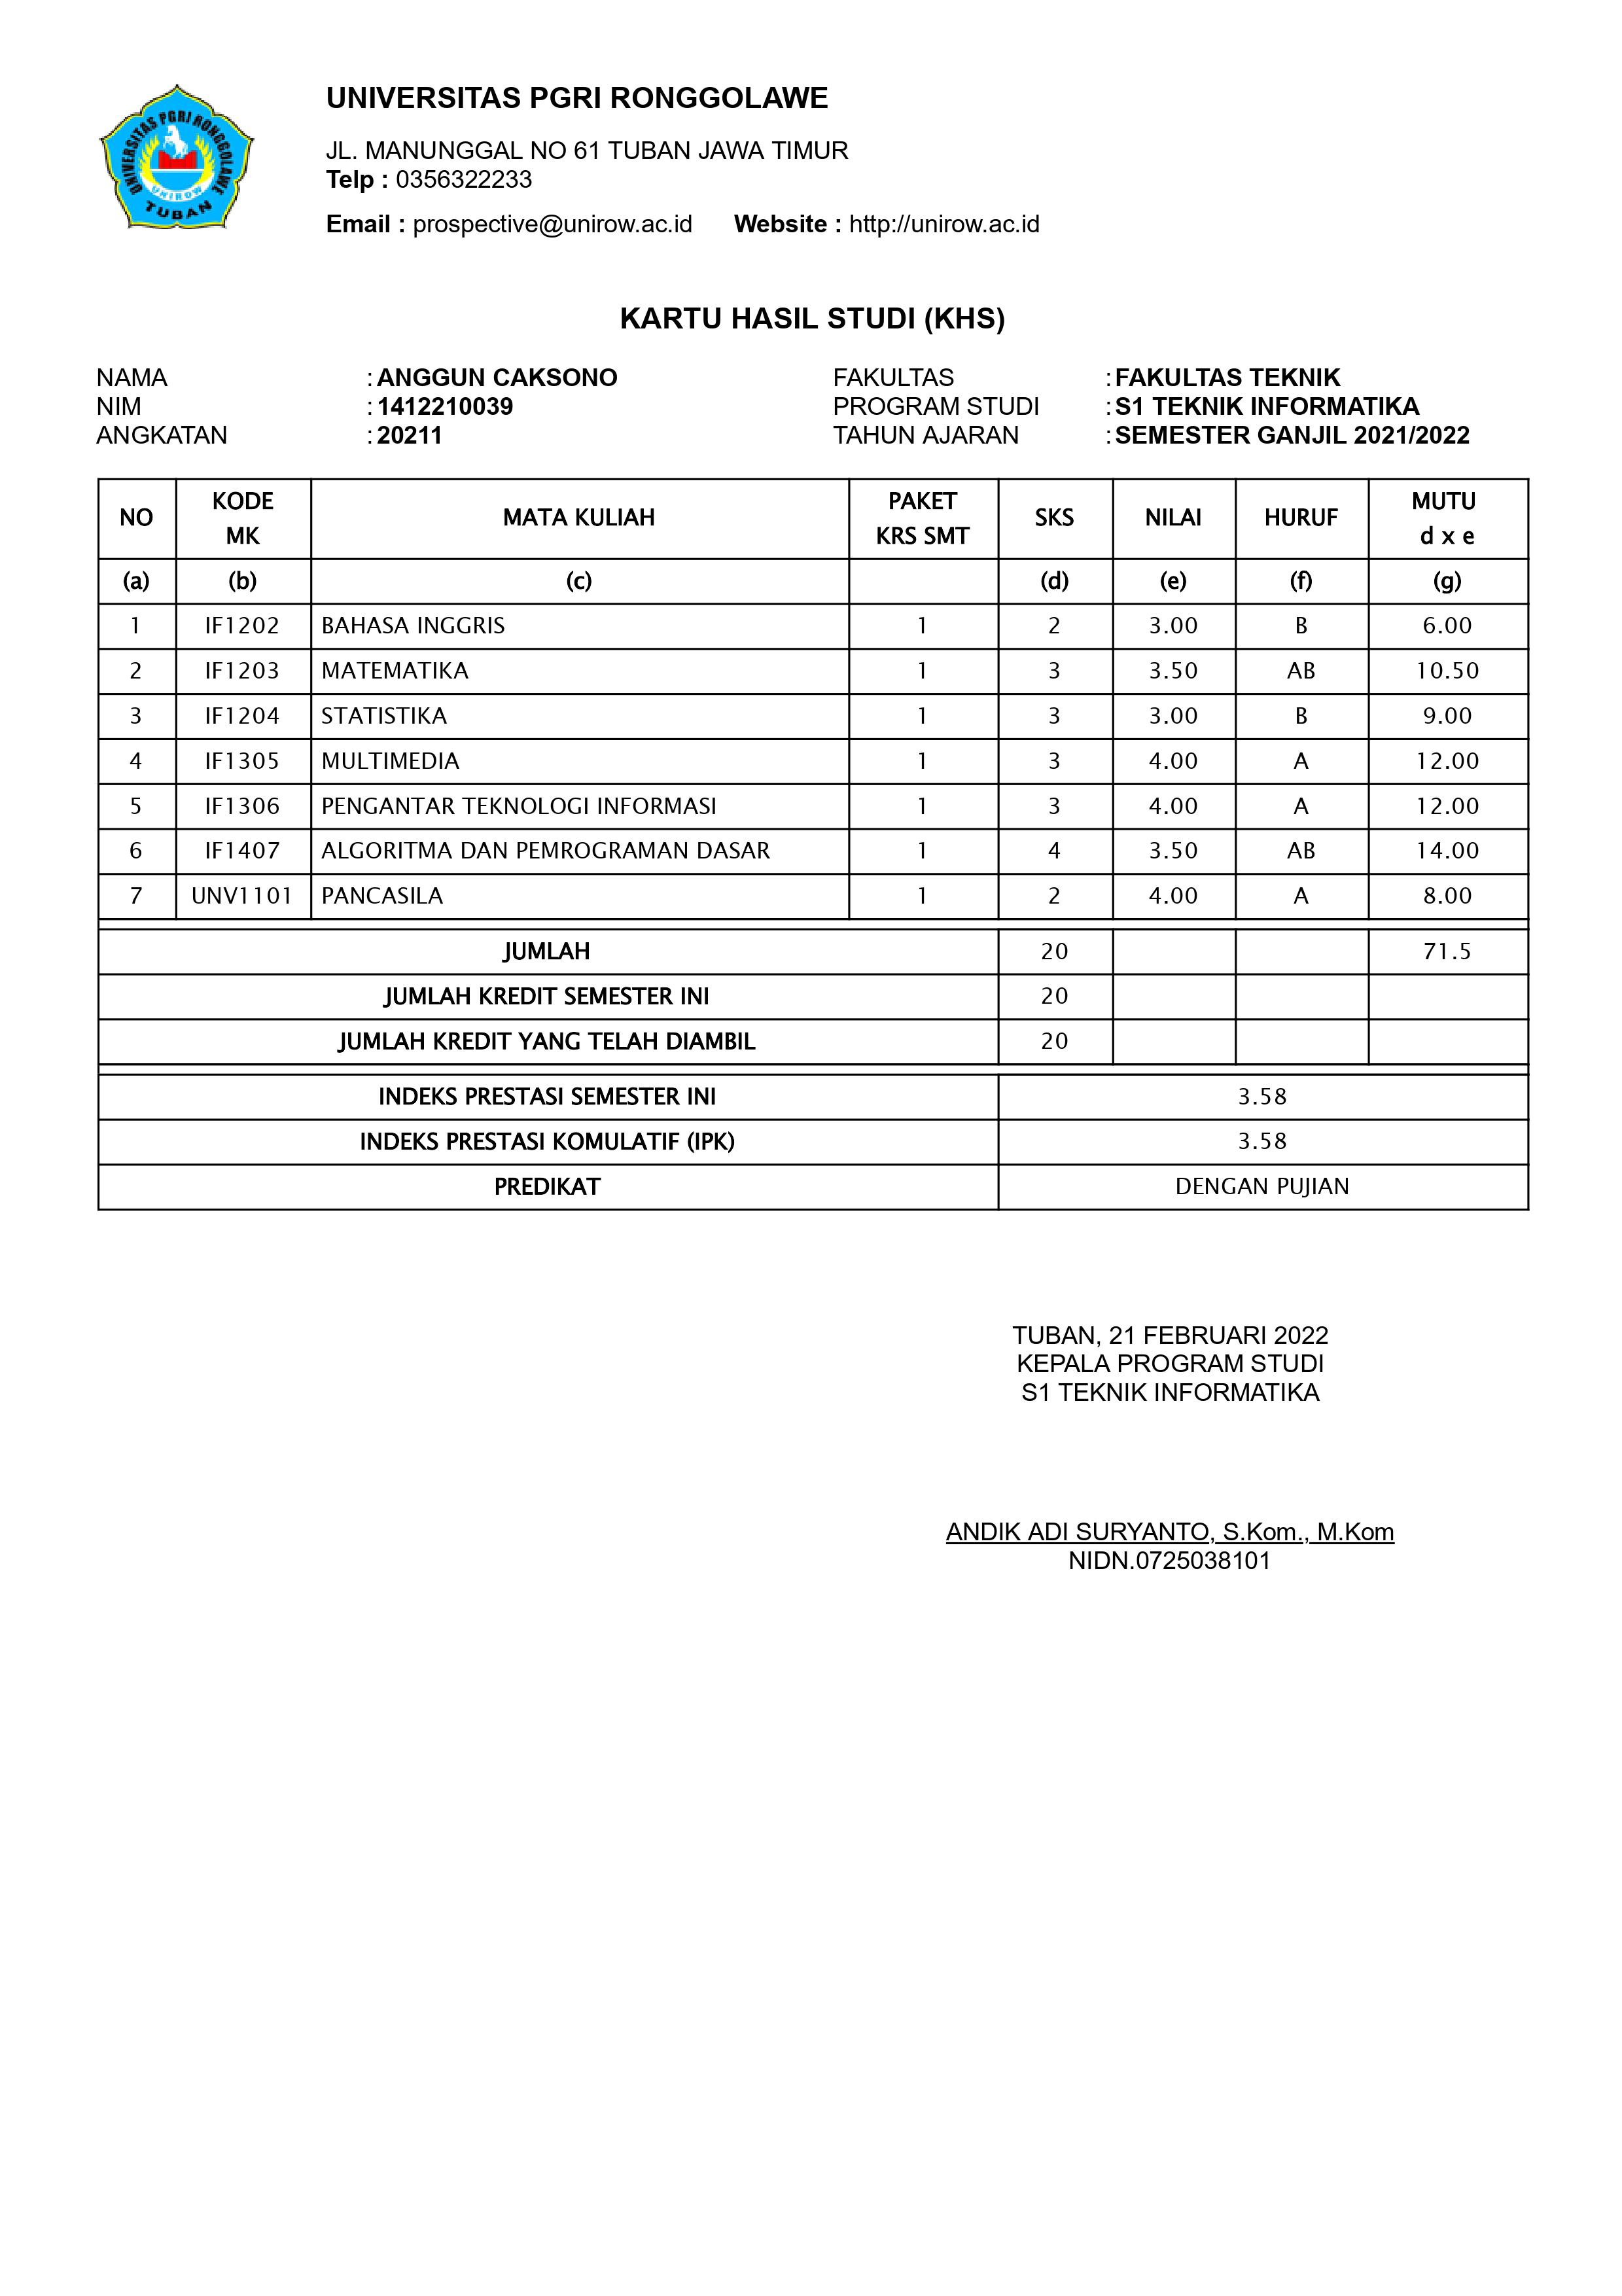 UNIVERSITAS PGRI RONGGOLAWE
UNIROW
TUBAN
UNIVERSITAS PGRI RONGGOLAWE
JL. MANUNGGAL NO 61 TUBAN JAWA TIMUR
Telp : 0356322233
Email : prospective@unirow.ac.id Website : http://unirow.ac.id
KARTU HASIL STUDI (KHS)
NAMA : ANGGUN CAKSONO FAKULTAS : FAKULTAS TEKNIK
NIM : 1412210039 PROGRAM STUDI : S1 TEKNIK INFORMATIKA
ANGKATAN : 20211 TAHUN AJARAN : SEMESTER GANJIL 2021/2022
NO KODE MK MATA KULIAH PAKET KRS SMT SKS NILAI HURUF MUTU d x e
(a) (b) (c) (d) (e) (f) (g)
1 IF1202 BAHASA INGGRIS 1 2 3.00 B 6.00
2 IF1203 MATEMATIKA 1 3 3.50 AB 10.50
3 IF1204 STATISTIKA 1 3 3.00 B 9.00
4 IF1305 MULTIMEDIA 1 3 4.00 A 12.00
5 IF1306 PENGANTAR TEKNOLOGI INFORMASI 1 3 4.00 A 12.00
6 IF1407 ALGORITMA DAN PEMROGRAMAN DASAR 1 4 3.50 AB 14.00
7 UNV1101 PANCASILA 1 2 4.00 A 8.00
JUMLAH 20 71.5
JUMLAH KREDIT SEMESTER INI 20
JUMLAH KREDIT YANG TELAH DIAMBIL 20
INDEKS PRESTASI SEMESTER INI 3.58
INDEKS PRESTASI KOMULATIF (IPK) 3.58
PREDIKAT DENGAN PUJIAN
TUBAN, 21 FEBRUARI 2022
KEPALA PROGRAM STUDI
S1 TEKNIK INFORMATIKA
ANDIK ADI SURYANTO, S.Kom., M.Kom
NIDN.0725038101